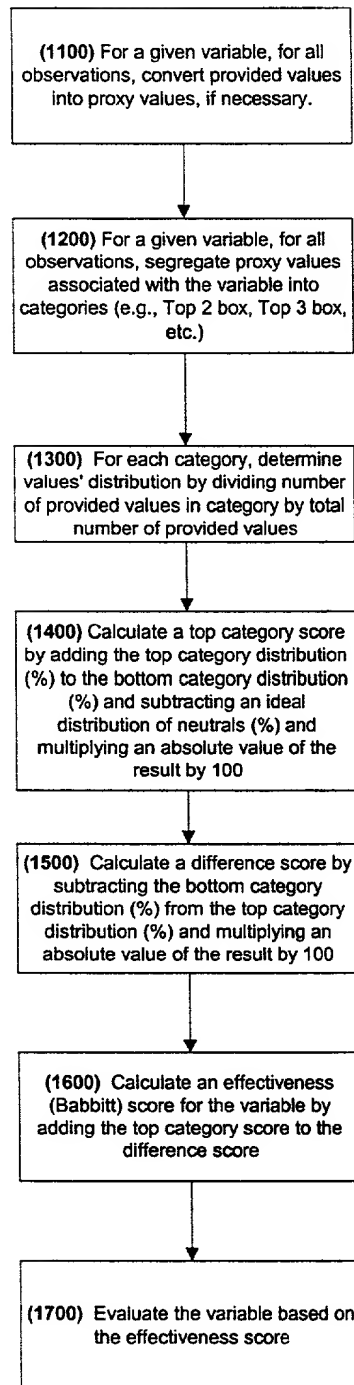 (1100) For a given variable, for all
observations, convert provided values
into proxy values, if necessary.
(1200) For a given variable, for all
observations, segregate proxy values
associated with the variable into
categories (e.g., Top 2 box, Top 3 box,
etc.)
(1300) For each category, determine
values' distribution by dividing number
of provided values in category by total
number of provided values
(1400) Calculate a top category score
by adding the top category distribution
(%) to the bottom category distribution
(%) and subtracting an ideal
distribution of neutrals (%) and
multiplying an absolute value of the
result by 100
(1500) Calculate a difference score by
subtracting the bottom category
distribution (%) from the top category
distribution (%) and multiplying an
absolute value of the result by 100
(1600) Calculate an effectiveness
(Babbitt) score for the variable by
adding the top category score to the
difference score
(1700) Evaluate the variable based on
the effectiveness score